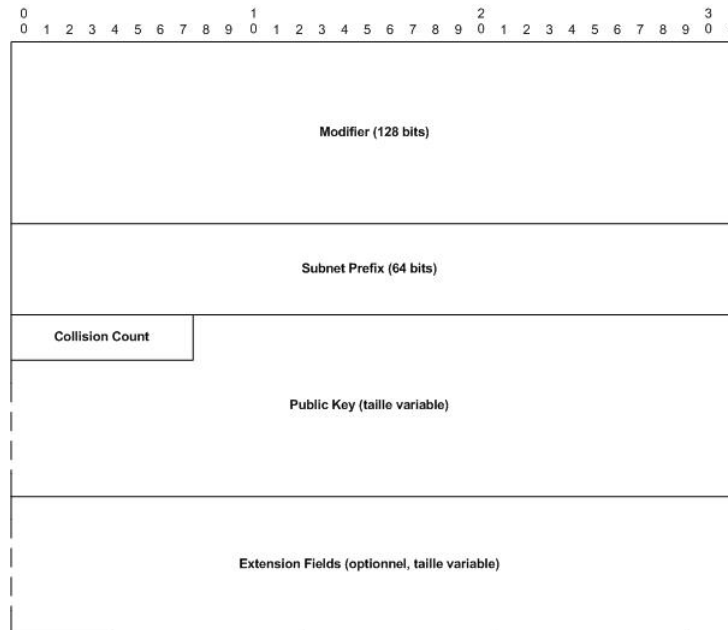 0 1 2 3
0 1 2 3 4 5 6 7 8 9 0 1 2 3 4 5 6 7 8 9 0 1 2 3 4 5 6 7 8 9 0
Modifier (128 bits)
Subnet Prefix (64 bits)
Collision Count
Public Key (taille variable)
Extension Fields (optionnel, taille variable)